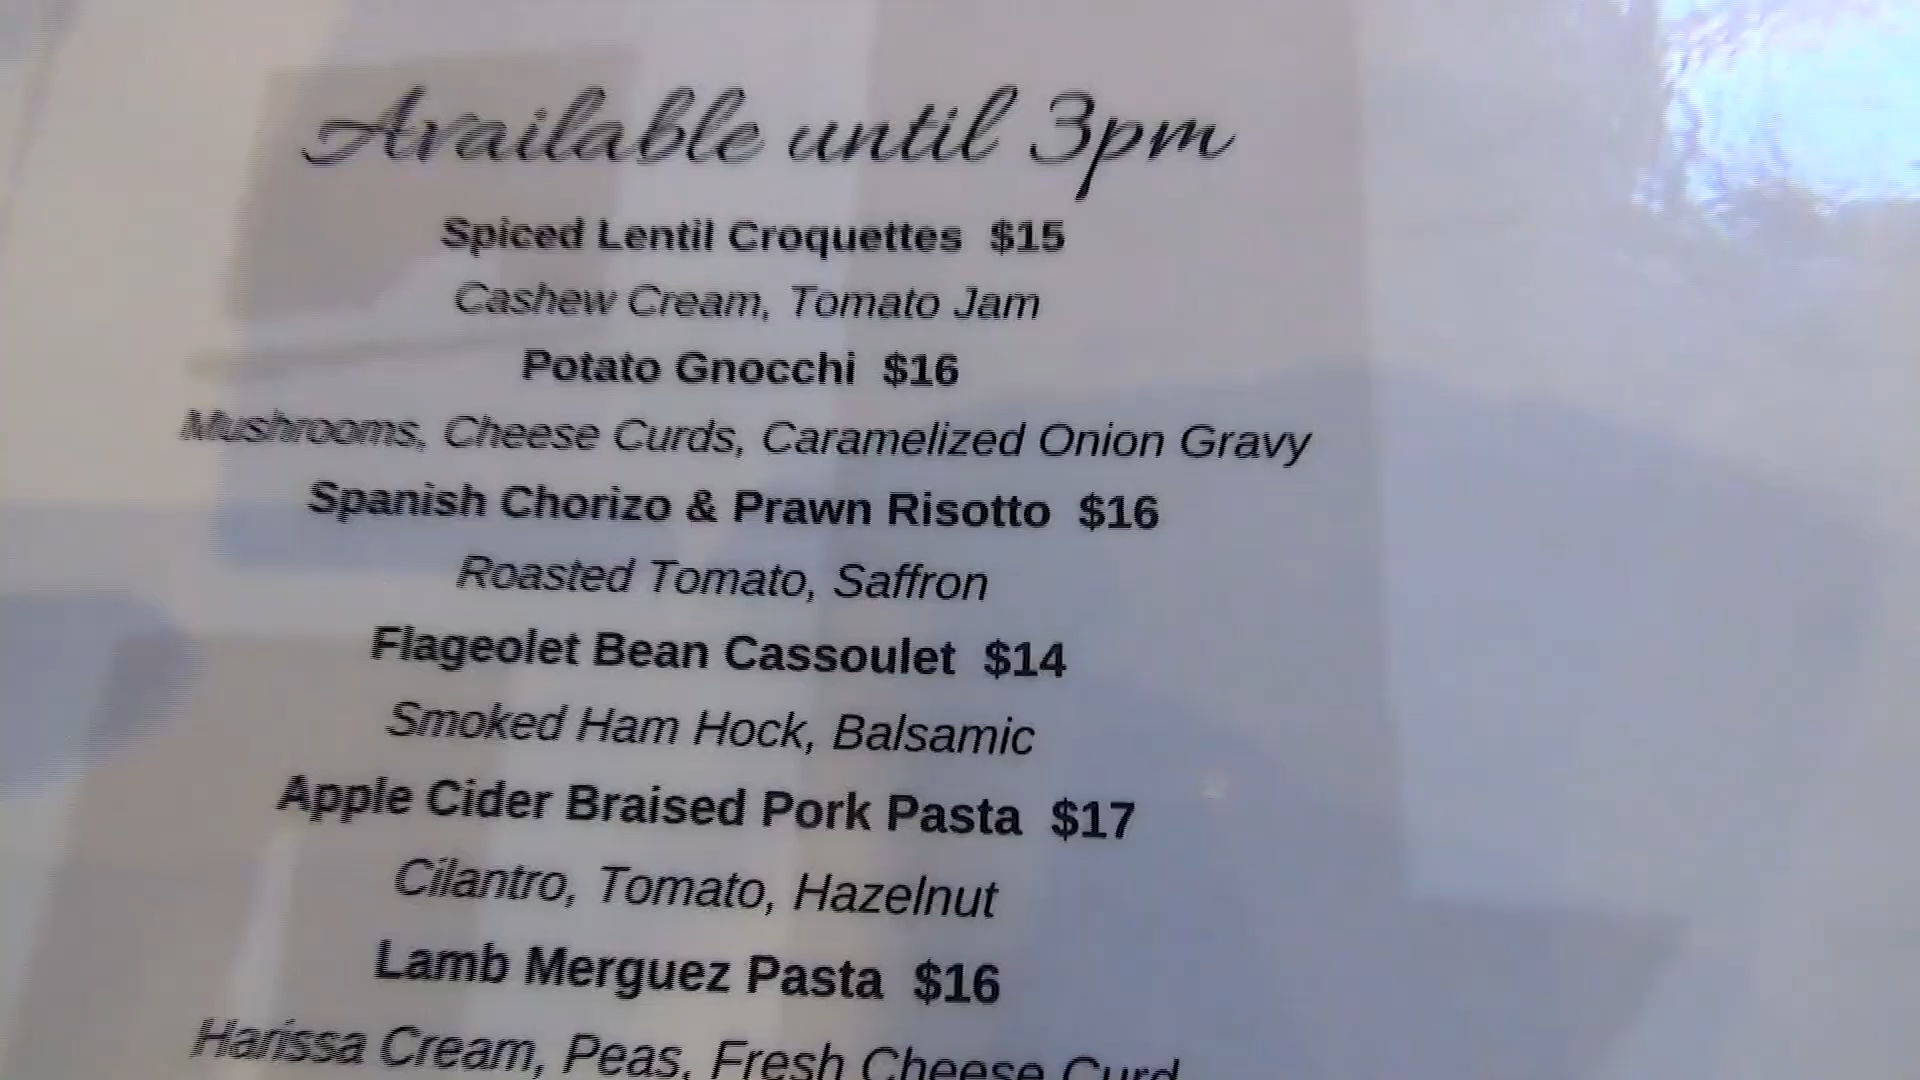 Available until 3pm
Spiced Lentil Croquettes $15
Cashew Cream, Tomato Jam
Potato Gnocchi $16
Mushrooms, Cheese Curds, Caramelized Onion Gravy
Spanish Chorizo & Prawn Risotto $16
Roasted Tomato, Saffron
Flageolet Bean Cassoulet $14
Smoked Ham Hock, Balsamic
Apple Cider Braised Pork Pasta $17
Cilantro, Tomato, Hazelnut
Lamb Merguez Pasta $16
Harissa Cream, Peas, Fresh Cheese Curd